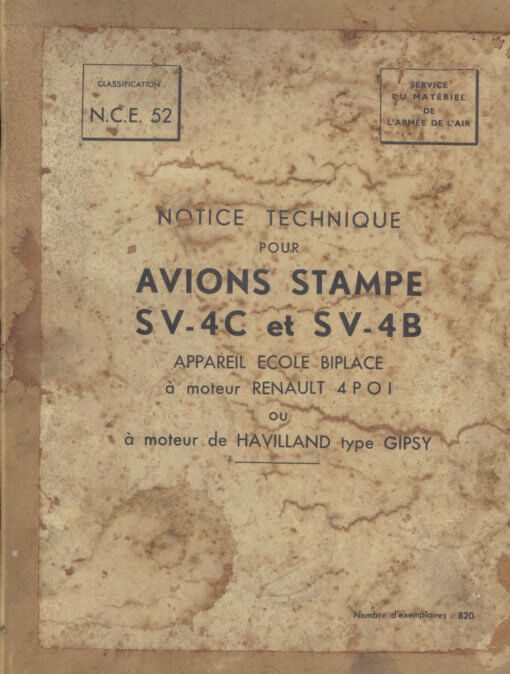 CLASSIFICATION
N.C.E. 52
SERVICE
DU MATÉRIEL
DE
L'ARMÉE DE L'AIR
NOTICE TECHNIQUE
POUR
AVIONS STAMPE
SV-4C et SV-4B
APPAREIL ECOLE BIPLACE
à moteur RENAULT 4 P O I
ou
à moteur de HAVILLAND type GIPSY
Nombre d'exemplaires : 820